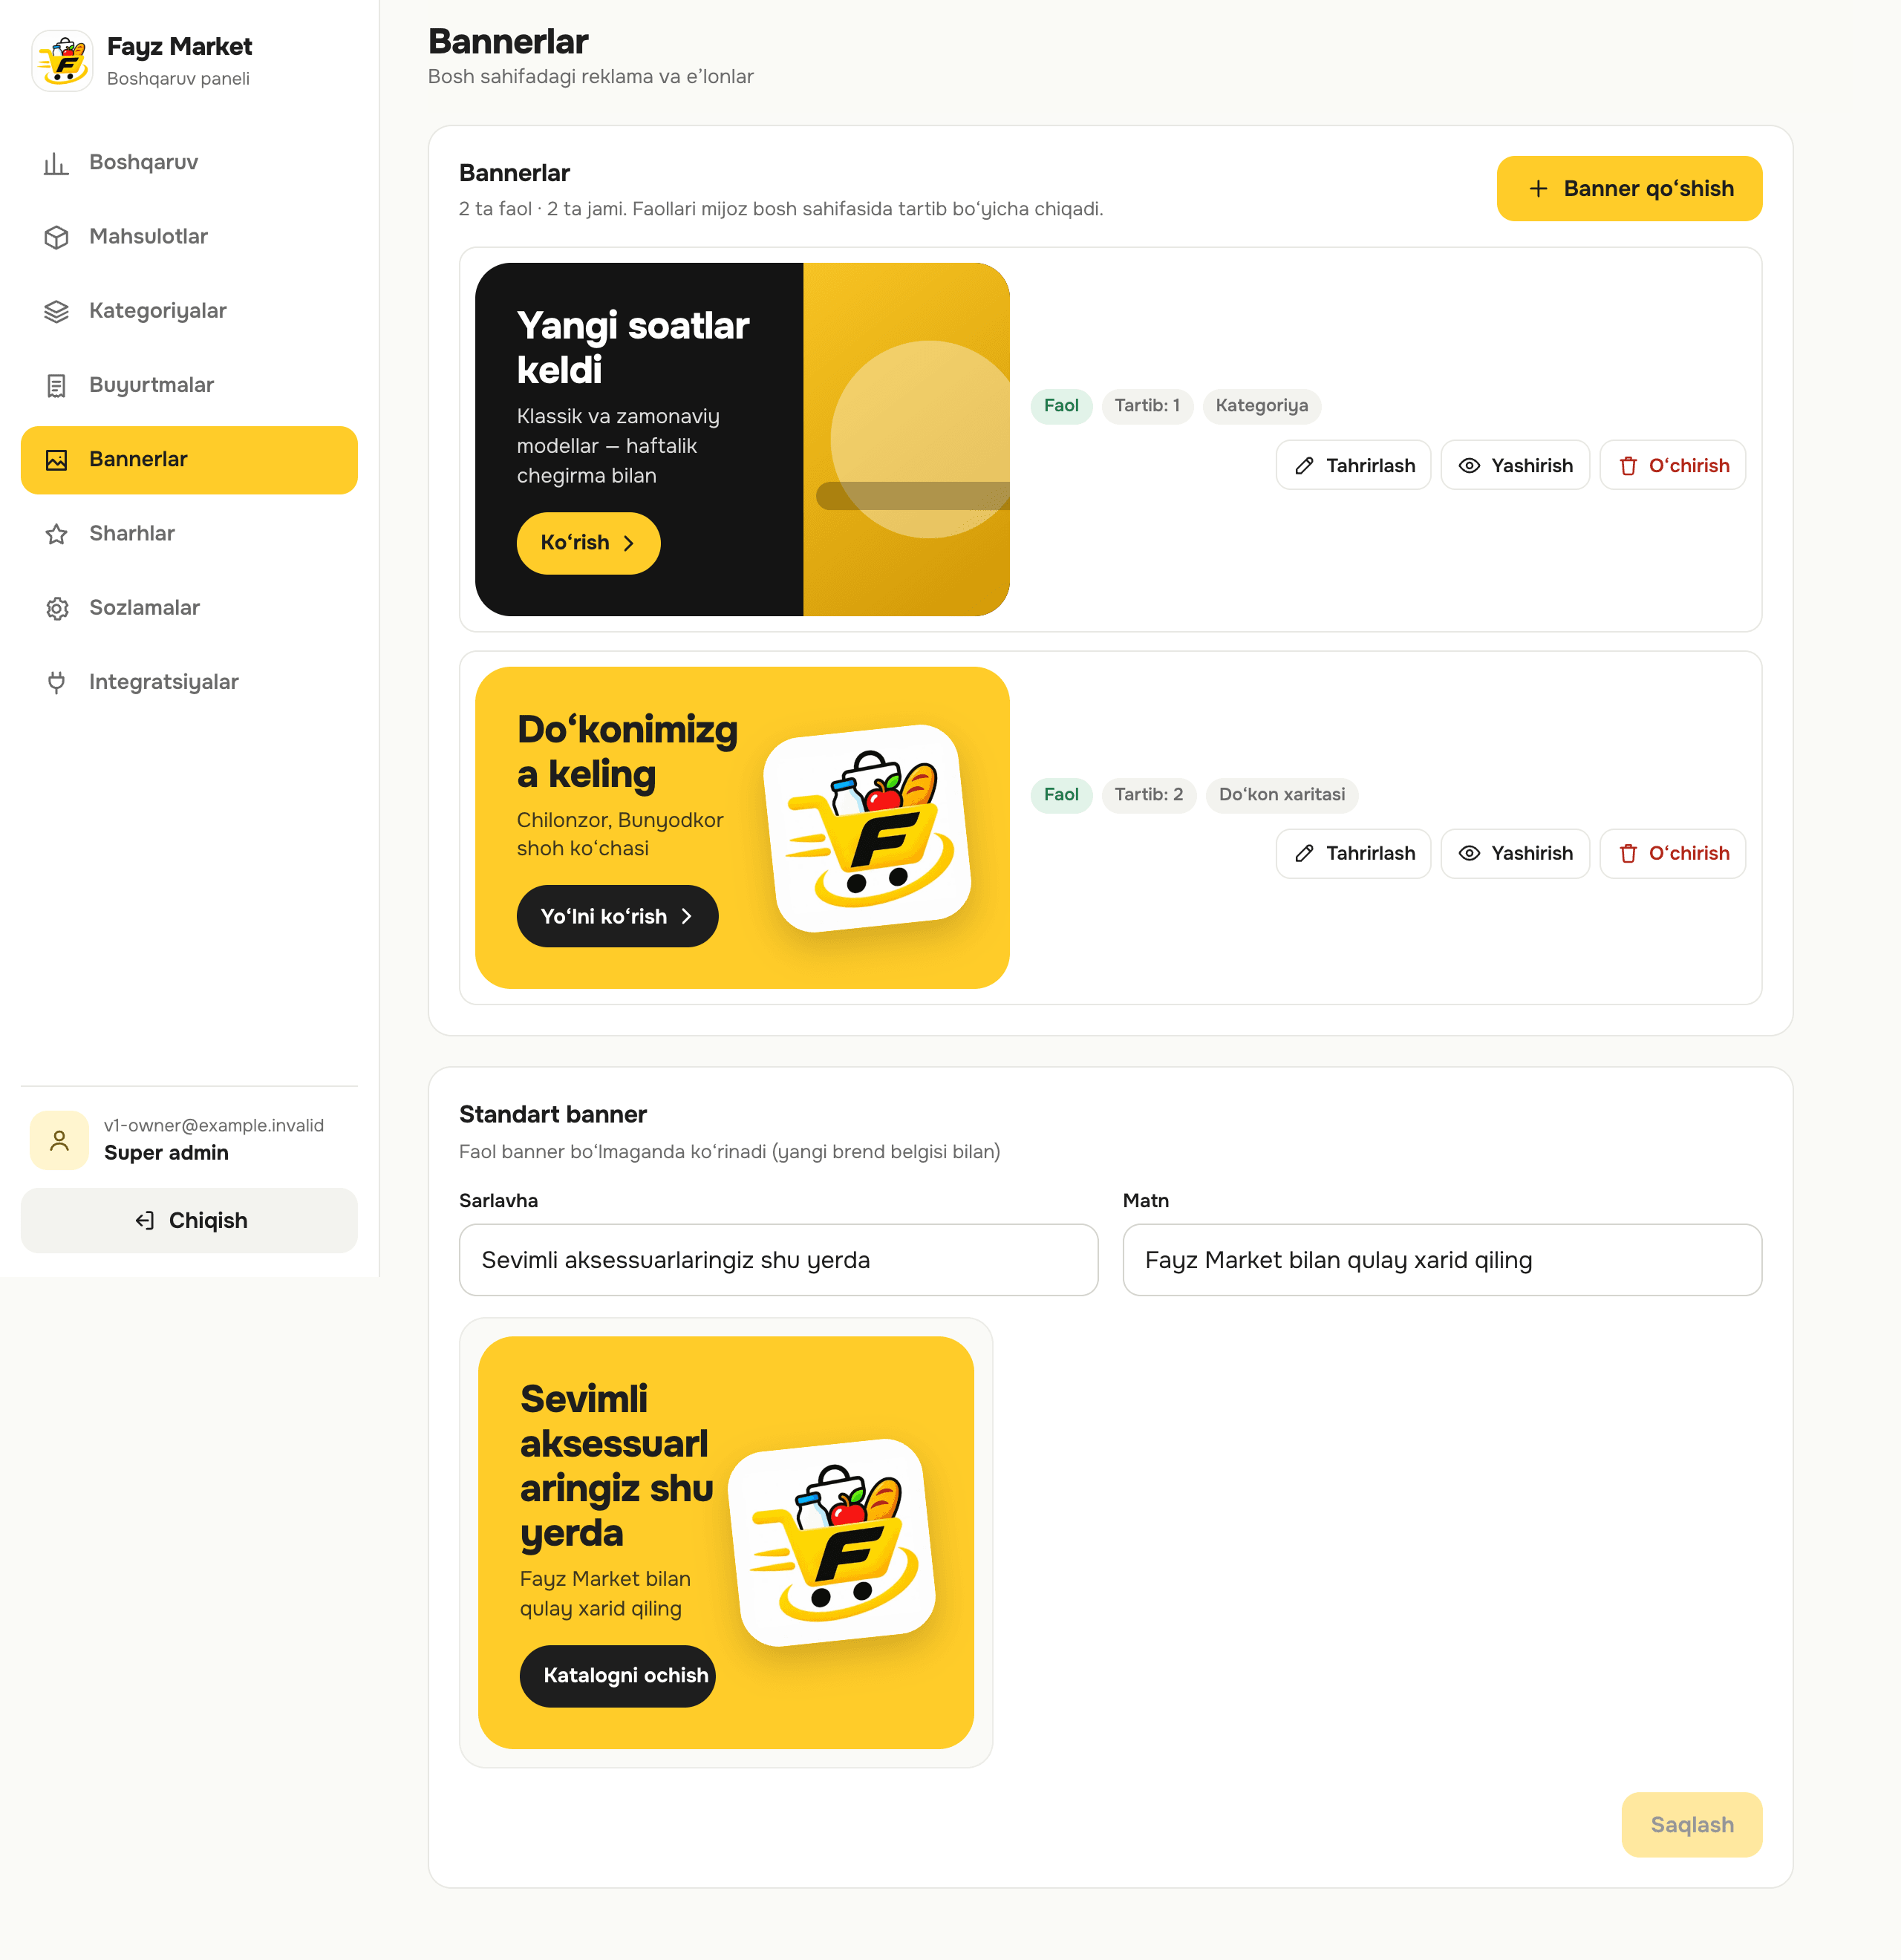 Fayz Market
Boshqaruv paneli
Boshqaruv
Mahsulotlar
Kategoriyalar
Buyurtmalar
Bannerlar
Sharhlar
Sozlamalar
Integratsiyalar
v1-owner@example.invalid
Super admin
Chiqish
Bannerlar
Bosh sahifadagi reklama va e’lonlar
Bannerlar
2 ta faol · 2 ta jami. Faollari mijoz bosh sahifasida tartib bo‘yicha chiqadi.
Banner qo‘shish
Yangi soatlar
keldi
Klassik va zamonaviy
modellar — haftalik
chegirma bilan
Ko‘rish
Faol
Tartib: 1
Kategoriya
Tahrirlash
Yashirish
O‘chirish
Do‘konimizg
a keling
Chilonzor, Bunyodkor
shoh ko‘chasi
Yo‘lni ko‘rish
F
Faol
Tartib: 2
Do‘kon xaritasi
Tahrirlash
Yashirish
O‘chirish
Standart banner
Faol banner bo‘lmaganda ko‘rinadi (yangi brend belgisi bilan)
Sarlavha
Sevimli aksessuarlaringiz shu yerda
Matn
Fayz Market bilan qulay xarid qiling
Sevimli
aksessuarl
aringiz shu
yerda
Fayz Market bilan
qulay xarid qiling
Katalogni ochish
F
Saqlash